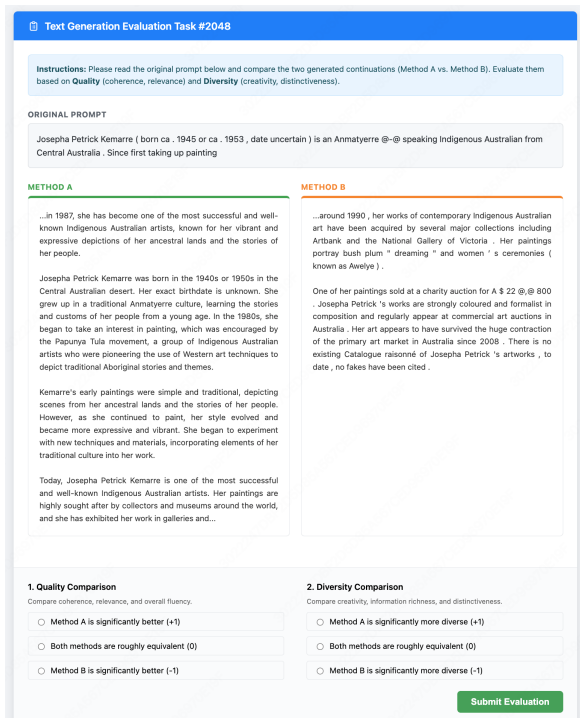 Text Generation Evaluation Task #2048
Instructions: Please read the original prompt below and compare the two generated continuations (Method A vs. Method B). Evaluate them
based on Quality (coherence, relevance) and Diversity (creativity, distinctiveness).
ORIGINAL PROMPT
Josepha Petrick Kemarre ( born ca . 1945 or ca . 1953 , date uncertain ) is an Anmatyerre @-@ speaking Indigenous Australian from
Central Australia . Since first taking up painting
METHOD A
...in 1987, she has become one of the most successful and well-
known Indigenous Australian artists, known for her vibrant and
expressive depictions of her ancestral lands and the stories of
her people.
Josepha Petrick Kemarre was born in the 1940s or 1950s in the
Central Australian desert. Her exact birthdate is unknown. She
grew up in a traditional Anmatyerre culture, learning the stories
and customs of her people from a young age. In the 1980s, she
began to take an interest in painting, which was encouraged by
the Papunya Tula movement, a group of Indigenous Australian
artists who were pioneering the use of Western art techniques to
depict traditional Aboriginal stories and themes.
Kemarre's early paintings were simple and traditional, depicting
scenes from her ancestral lands and the stories of her people.
However, as she continued to paint, her style evolved and
became more expressive and vibrant. She began to experiment
with new techniques and materials, incorporating elements of her
traditional culture into her work.
Today, Josepha Petrick Kemarre is one of the most successful
and well-known Indigenous Australian artists. Her paintings are
highly sought after by collectors and museums around the world,
and she has exhibited her work in galleries and...
METHOD B
...around 1990 , her works of contemporary Indigenous Australian
art have been acquired by several major collections including
Artbank and the National Gallery of Victoria . Her paintings
portray bush plum " dreaming " and women ' s ceremonies (
known as Awelye ) .
One of her paintings sold at a charity auction for A $ 22 @,@ 800
. Josepha Petrick 's works are strongly coloured and formalist in
composition and regularly appear at commercial art auctions in
Australia . Her art appears to have survived the huge contraction
of the primary art market in Australia since 2008 . There is no
existing Catalogue raisonné of Josepha Petrick 's artworks , to
date , no fakes have been cited .
1. Quality Comparison
Compare coherence, relevance, and overall fluency.
Method A is significantly better (+1)
Both methods are roughly equivalent (0)
Method B is significantly better (-1)
2. Diversity Comparison
Compare creativity, information richness, and distinctiveness.
Method A is significantly more diverse (+1)
Both methods are roughly equivalent (0)
Method B is significantly more diverse (-1)
Submit Evaluation